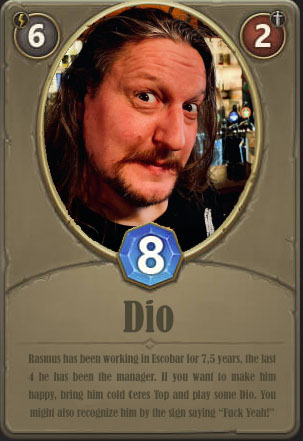 6
2
8
Dio
Rasmus has been working in Escobar for 7,5 years, the last
4 he has been the manager. If you want to make him
happy, bring him cold Ceres Top and play some Dio. You
might also recognize him by the sign saying “Fuck Yeah!”